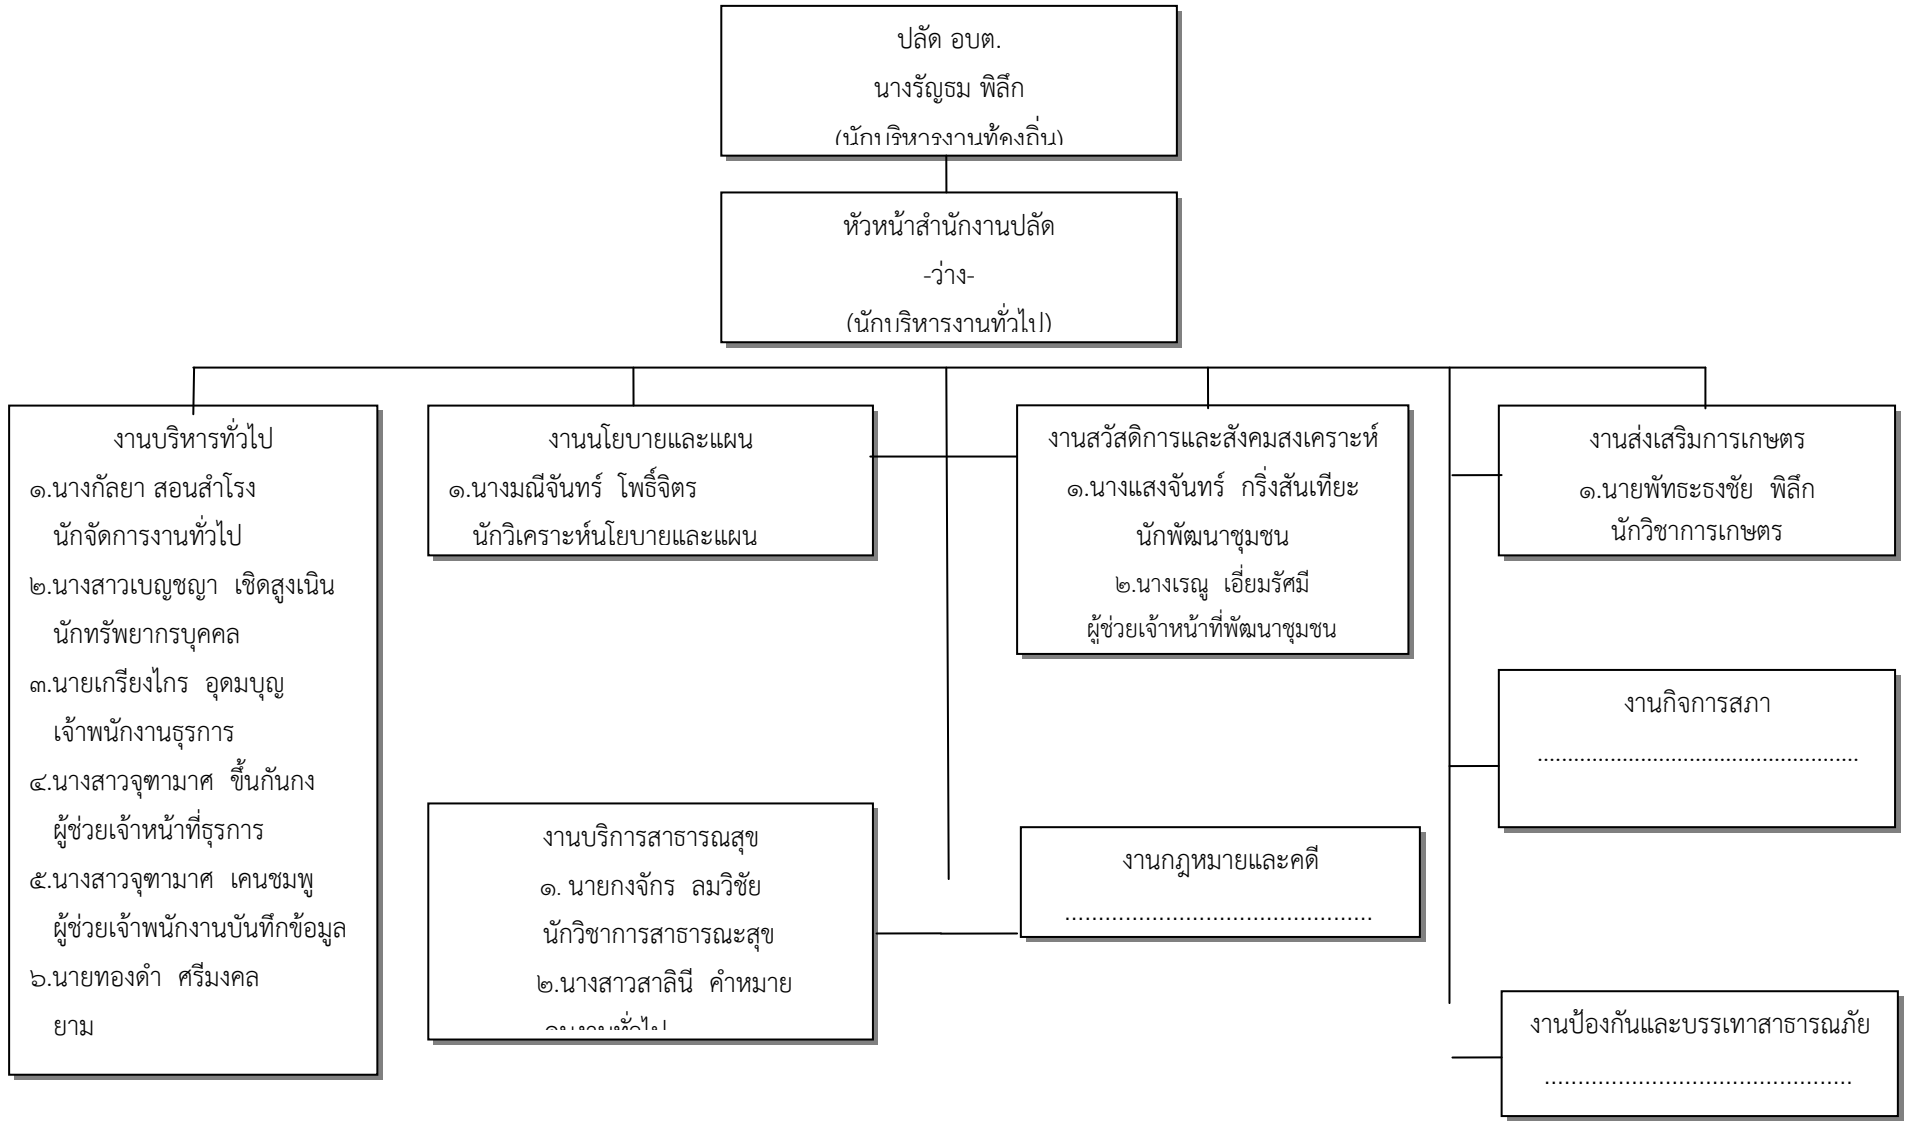 ปลัด อบต.
นางรัญธม พิลึก
(นักบริหารงานท้องถิ่น)
หัวหน้าสำนักงานปลัด
-ว่าง-
(นักบริหารงานทั่วไป)
งานบริหารทั่วไป
๑.นางกัลยา สอนสำโรง
นักจัดการงานทั่วไป
๒.นางสาวเบญชญา เชิดสูงเนิน
นักทรัพยากรบุคคล
๓.นายเกรียงไกร อุดมบุญ
เจ้าพนักงานธุรการ
๔.นางสาวจุฑามาศ ขึ้นกันกง
ผู้ช่วยเจ้าหน้าที่ธุรการ
๕.นางสาวจุฑามาศ เคนชมพู
ผู้ช่วยเจ้าพนักงานบันทึกข้อมูล
๖.นายทองดำ ศรีมงคล
ยาม
งานนโยบายและแผน
๑.นางมณีจันทร์ โพธิ์จิตร
นักวิเคราะห์นโยบายและแผน
งานสวัสดิการและสังคมสงเคราะห์
๑.นางแสงจันทร์ กริ่งสันเทียะ
นักพัฒนาชุมชน
๒.นางเรณู เอี่ยมรัศมี
ผู้ช่วยเจ้าหน้าที่พัฒนาชุมชน
งานส่งเสริมการเกษตร
๑.นายพัทธะธงชัย พิลึก
นักวิชาการเกษตร
งานกิจการสภา
.....................................................
งานบริการสาธารณสุข
๑. นายกงจักร ลมวิชัย
นักวิชาการสาธารณะสุข
๒.นางสาวสาลินี คำหมาย
งานกฎหมายและคดี
..............................................
งานป้องกันและบรรเทาสาธารณภัย
..............................................